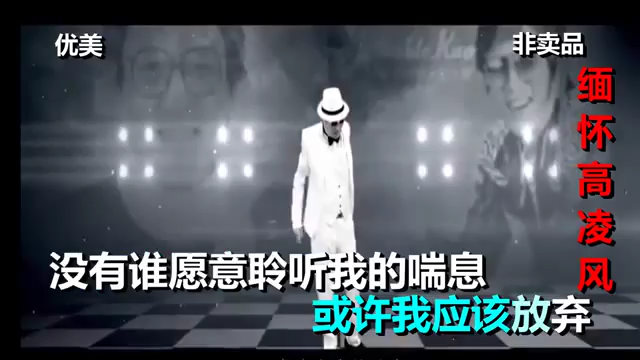 优美
非卖品
缅怀高凌风
没有谁愿意聆听我的喘息
或许我应该放弃